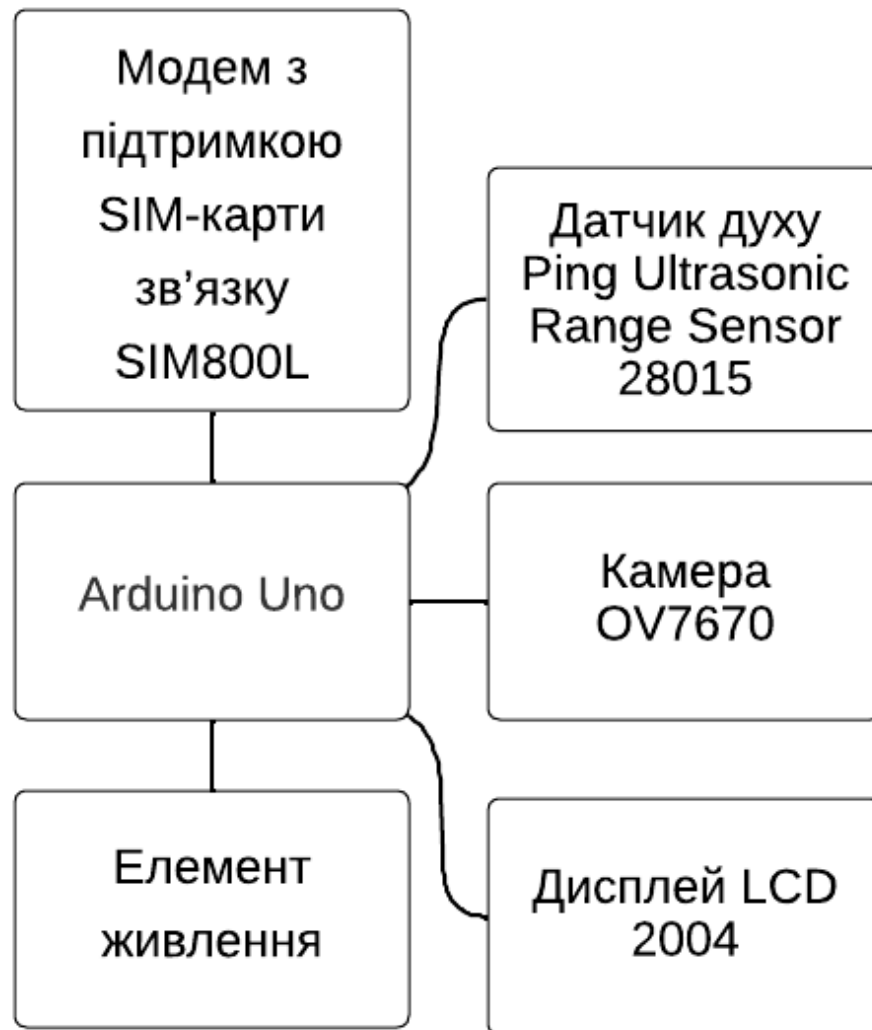 Модем з
підтримкою
SIM-карти
зв’язку
SIM800L
Датчик духу
Ping Ultrasonic
Range Sensor
28015
Arduino Uno
Камера
OV7670
Елемент
живлення
Дисплей LCD
2004